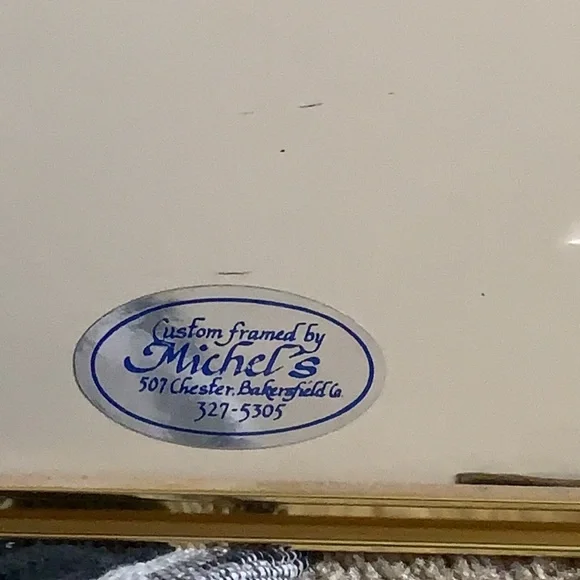 Custom framed by
Michel's
507 Chester, Bakersfield Ca.
327-5305